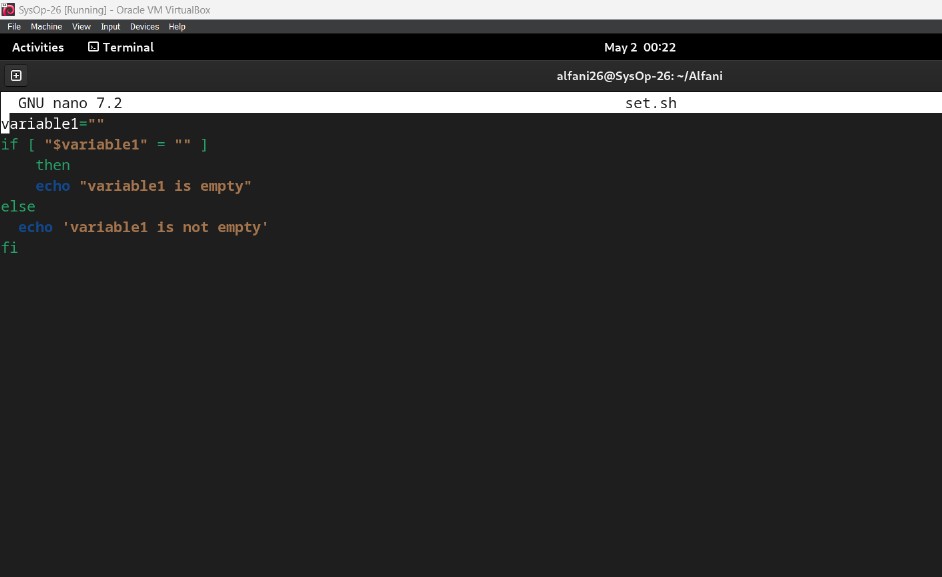 SysOp-26 [Running] - Oracle VM VirtualBox
File Machine View Input Devices Help
Activities Terminal May 2 00:22
alfani26@SysOp-26: ~/Alfani
GNU nano 7.2 set.sh
variable1=""
if [ "$variable1" = "" ]
then
echo "variable1 is empty"
else
echo 'variable1 is not empty'
fi